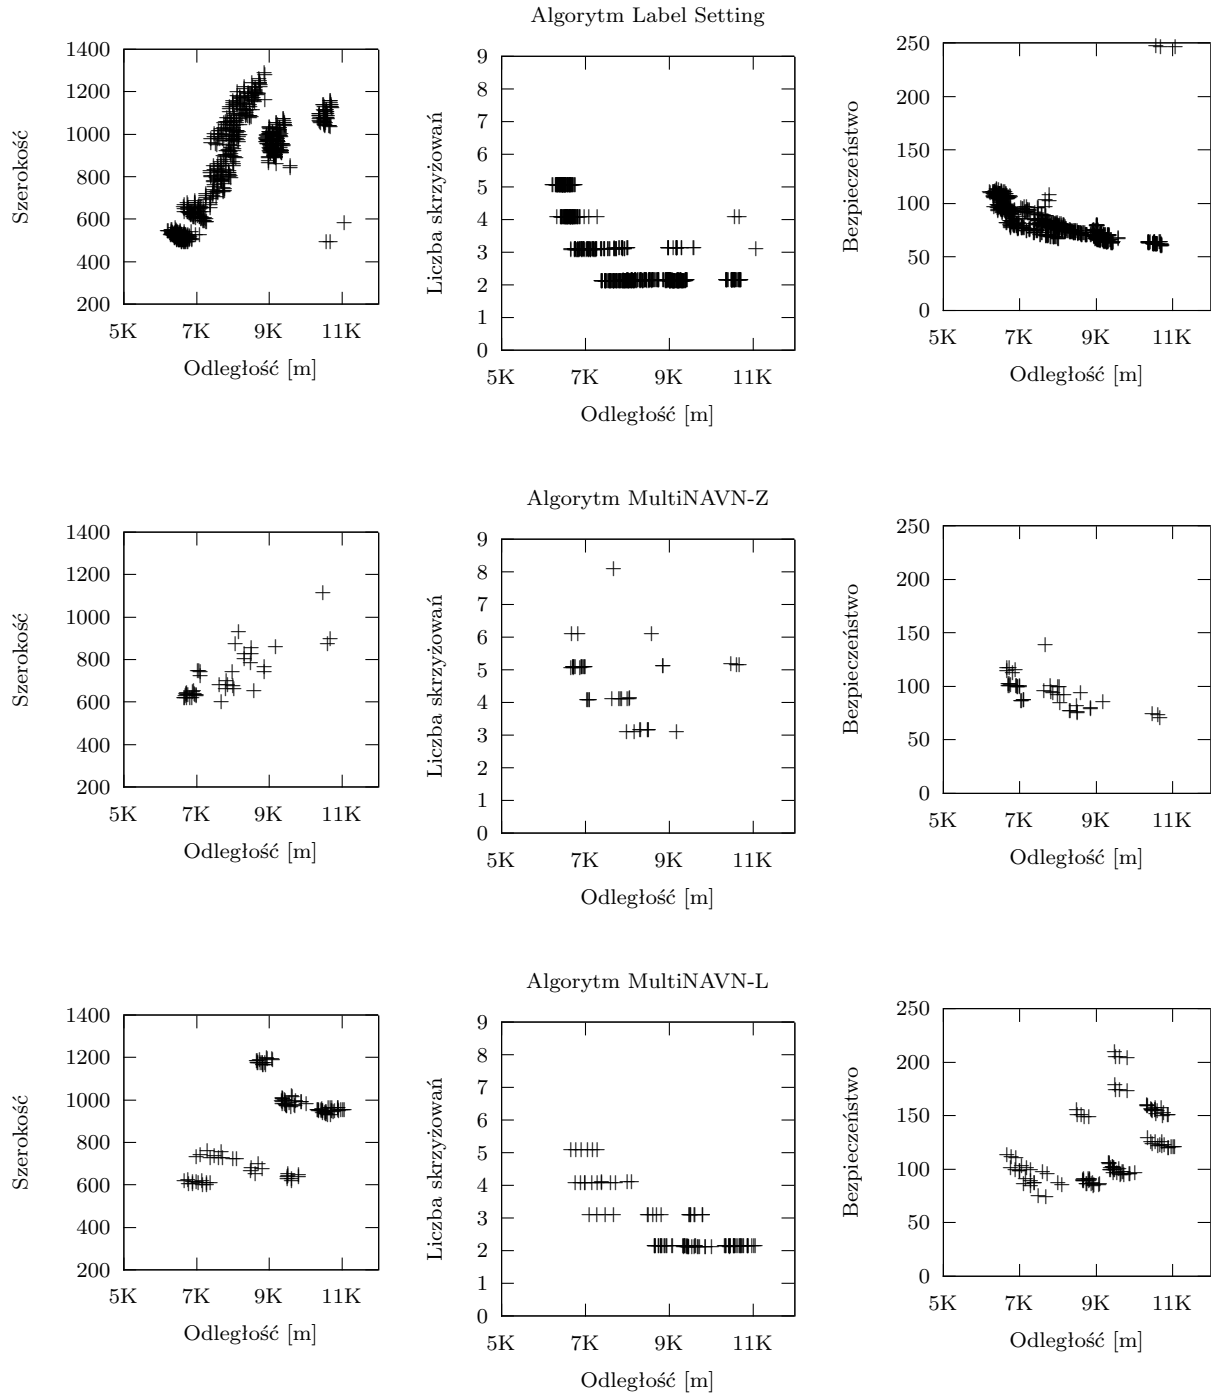 Algorytm Label Setting
Szerokość
1400
1200
1000
800
600
400
200
5K 7K 9K 11K
Odległość [m]
Liczba skrzyżowań
9
8
7
6
5
4
3
2
1
0
5K 7K 9K 11K
Odległość [m]
Bezpieczeństwo
250
200
150
100
50
0
5K 7K 9K 11K
Odległość [m]
Algorytm MultiNAVN-Z
Szerokość
1400
1200
1000
800
600
400
200
5K 7K 9K 11K
Odległość [m]
Liczba skrzyżowań
9
8
7
6
5
4
3
2
1
0
5K 7K 9K 11K
Odległość [m]
Bezpieczeństwo
250
200
150
100
50
0
5K 7K 9K 11K
Odległość [m]
Algorytm MultiNAVN-L
Szerokość
1400
1200
1000
800
600
400
200
5K 7K 9K 11K
Odległość [m]
Liczba skrzyżowań
9
8
7
6
5
4
3
2
1
0
5K 7K 9K 11K
Odległość [m]
Bezpieczeństwo
250
200
150
100
50
0
5K 7K 9K 11K
Odległość [m]